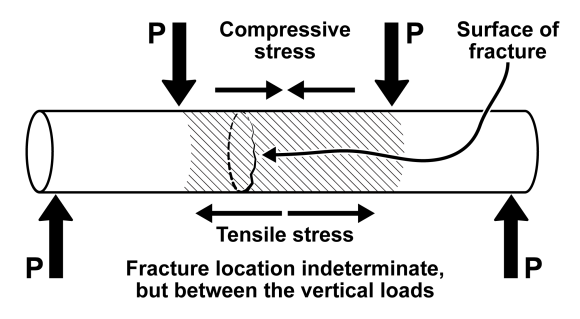 P
Compressive
stress
P
Surface of
fracture
Tensile stress
P
P
Fracture location indeterminate,
but between the vertical loads